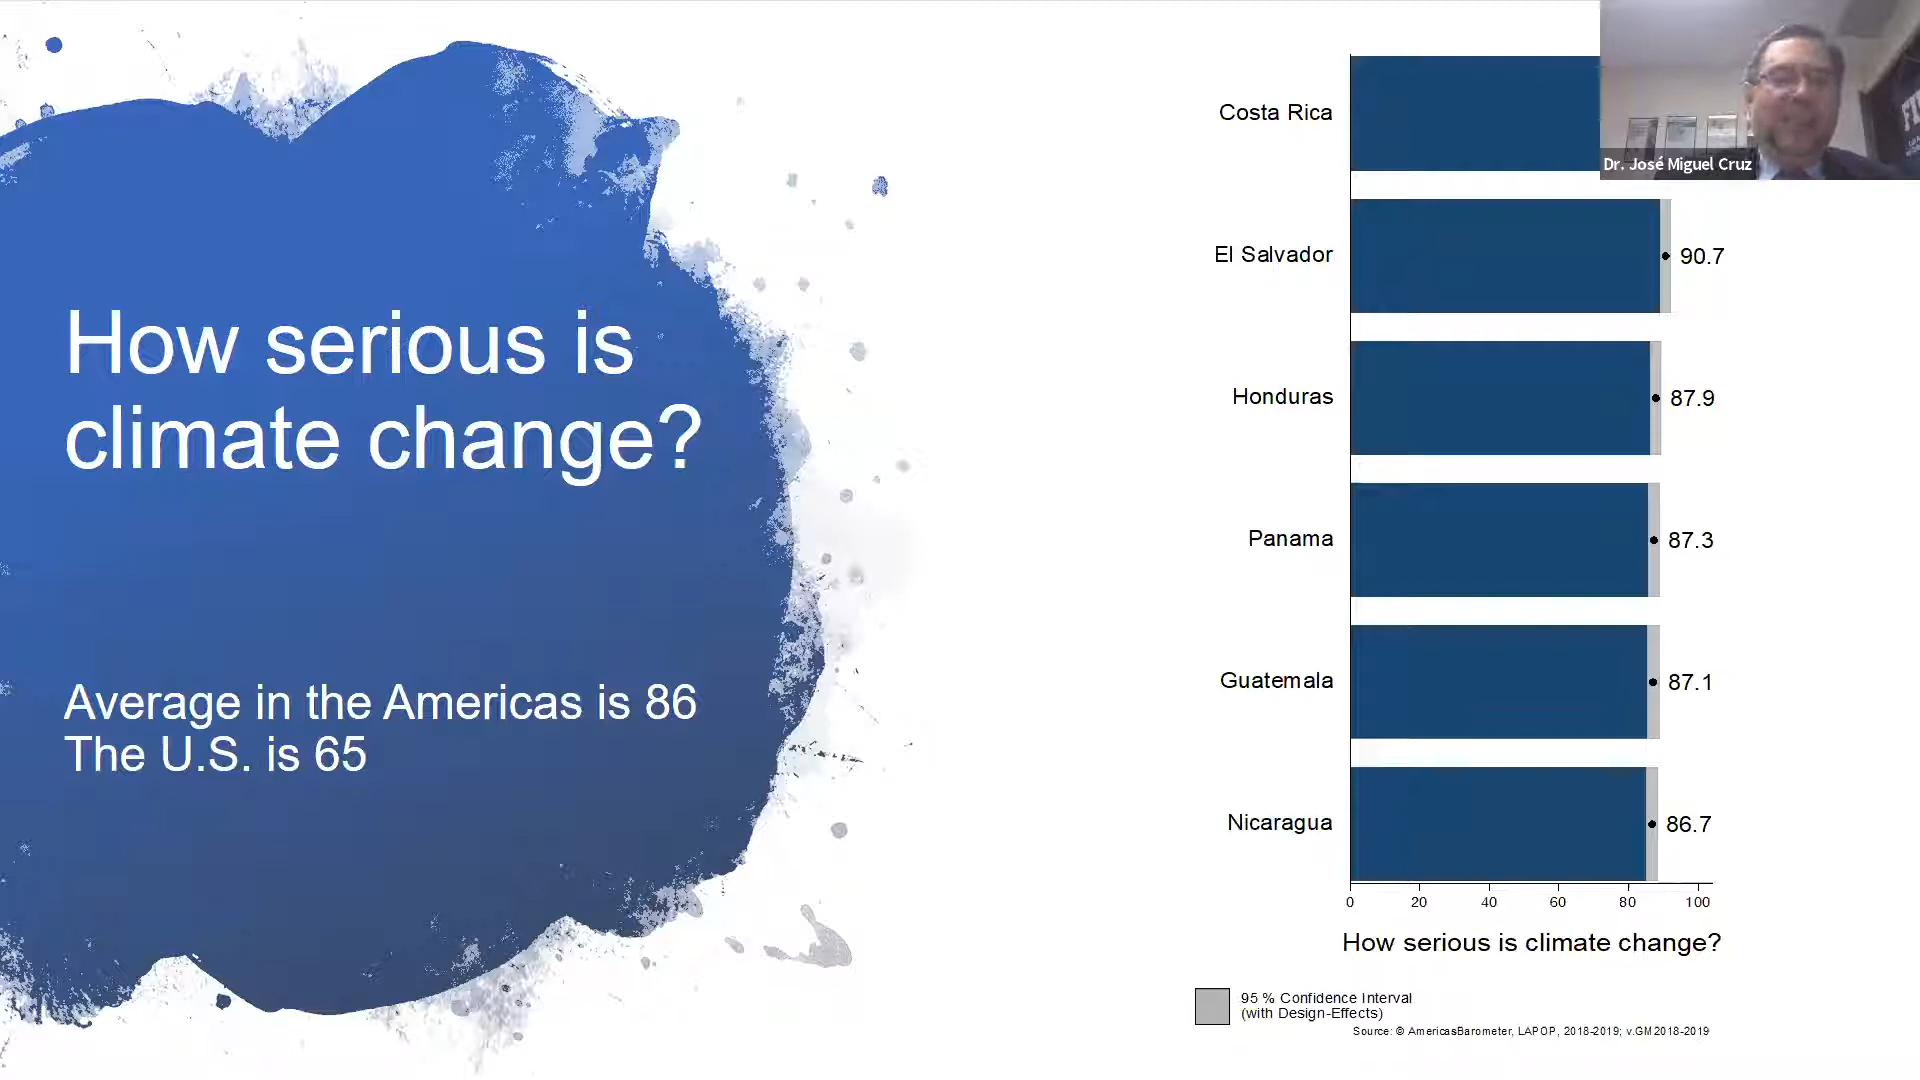 How serious is
climate change?
Average in the Americas is 86
The U.S. is 65
Costa Rica
El Salvador
90.7
Honduras
87.9
Panama
87.3
Guatemala
87.1
Nicaragua
86.7
0 20 40 60 80 100
How serious is climate change?
95 % Confidence Interval
(with Design-Effects)
Source: © AmericasBarometer, LAPOP, 2018-2019; v.GM2018-2019
Dr. José Miguel Cruz